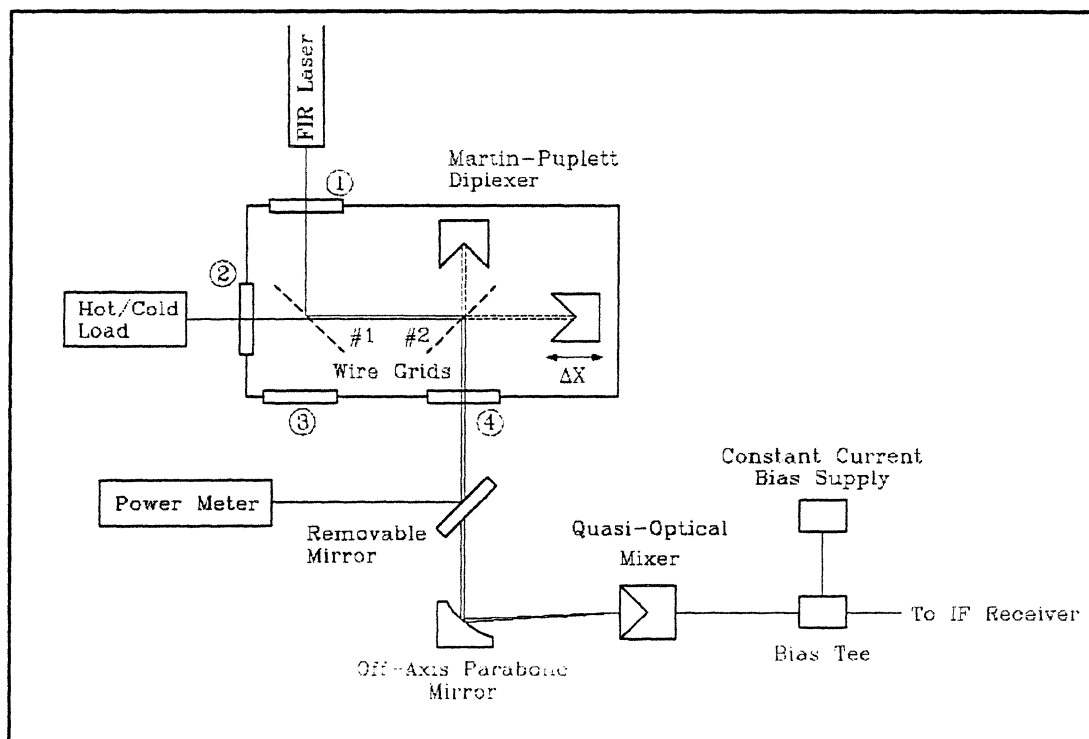 FIR Laser
Martin-Puplett
Diplexer
①
②
Hot/Cold
Load
#1
#2
Wire Grids
ΔX
③
④
Constant Current
Bias Supply
Power Meter
Removable
Mirror
Quasi-Optical
Mixer
To IF Receiver
Bias Tee
Off-Axis Parabolic
Mirror